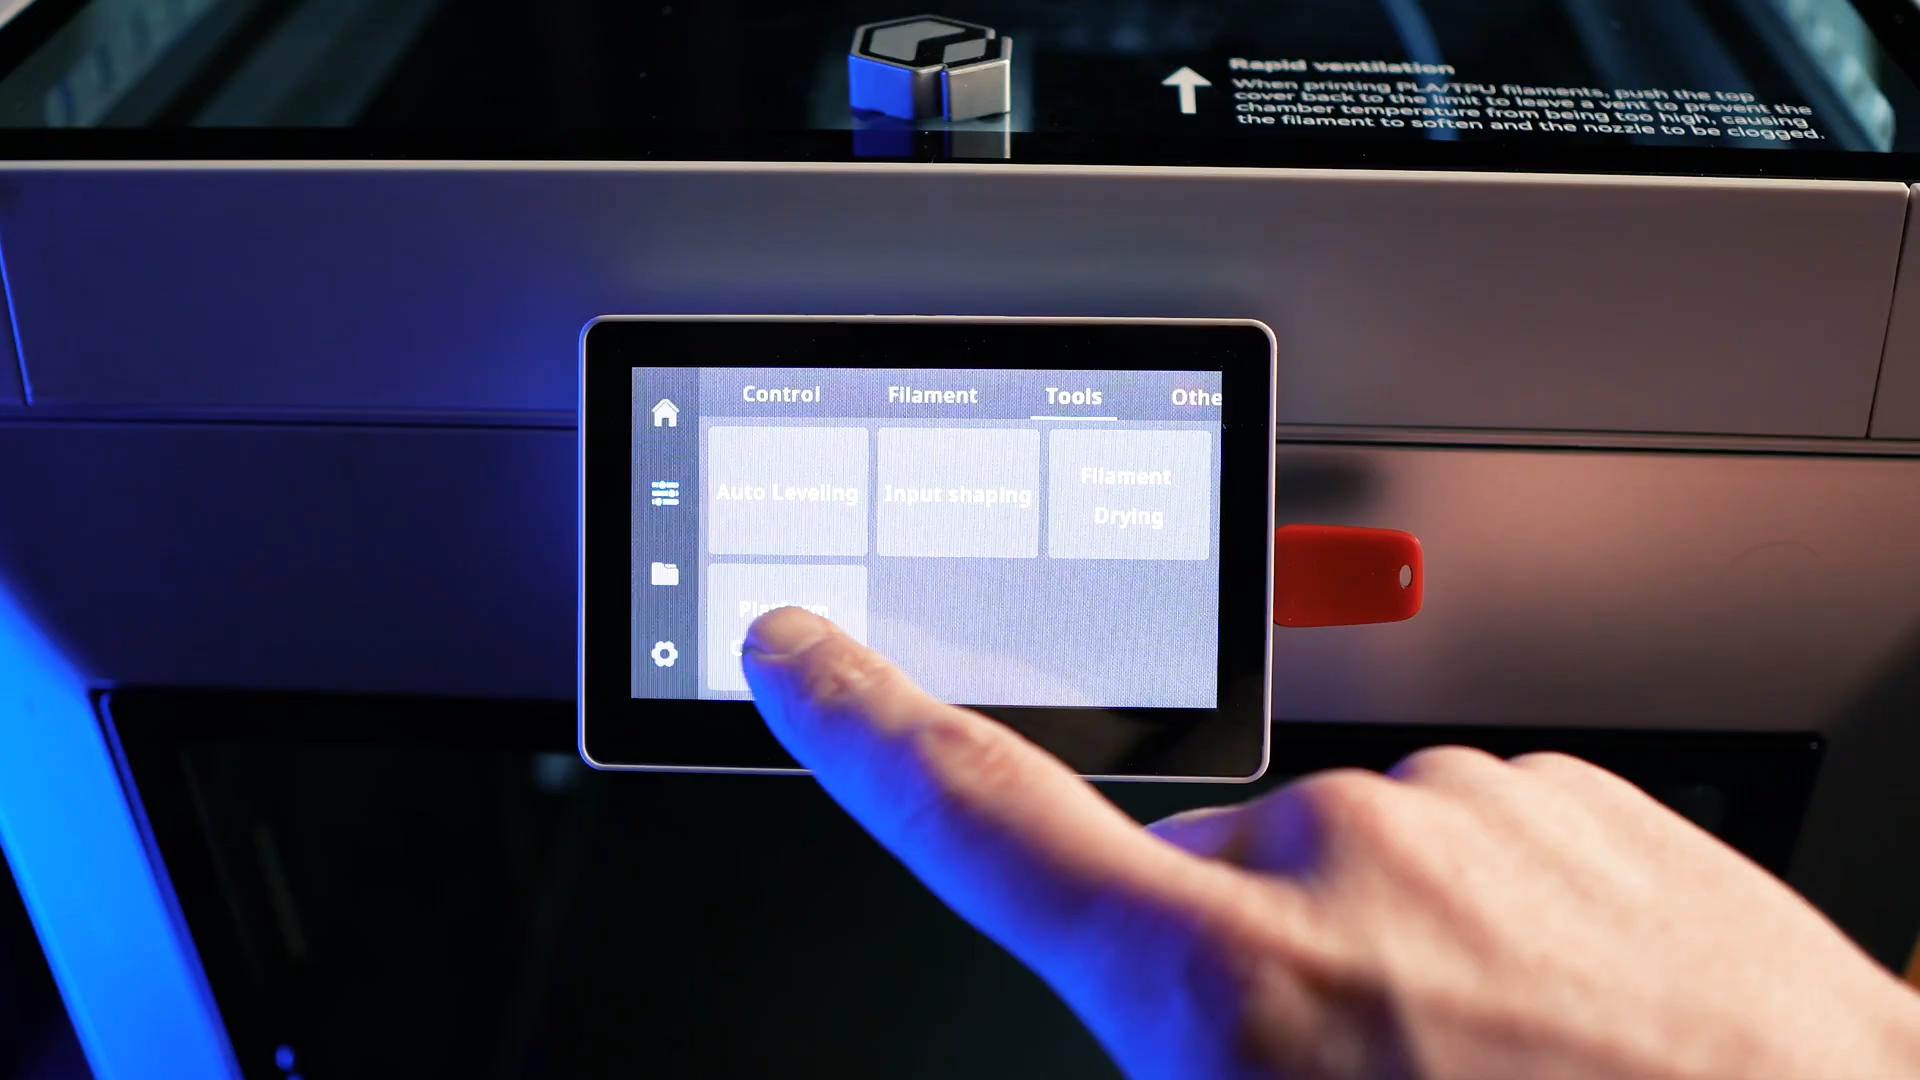 Rapid ventilation
When printing PLA/TPU filaments, push the top
cover back to the limit to leave a vent to prevent the
chamber temperature from being too high, causing
the filament to soften and the nozzle to be clogged.
Control Filament Tools Othe
Auto Leveling
Input shaping
Filament
Drying
Platform